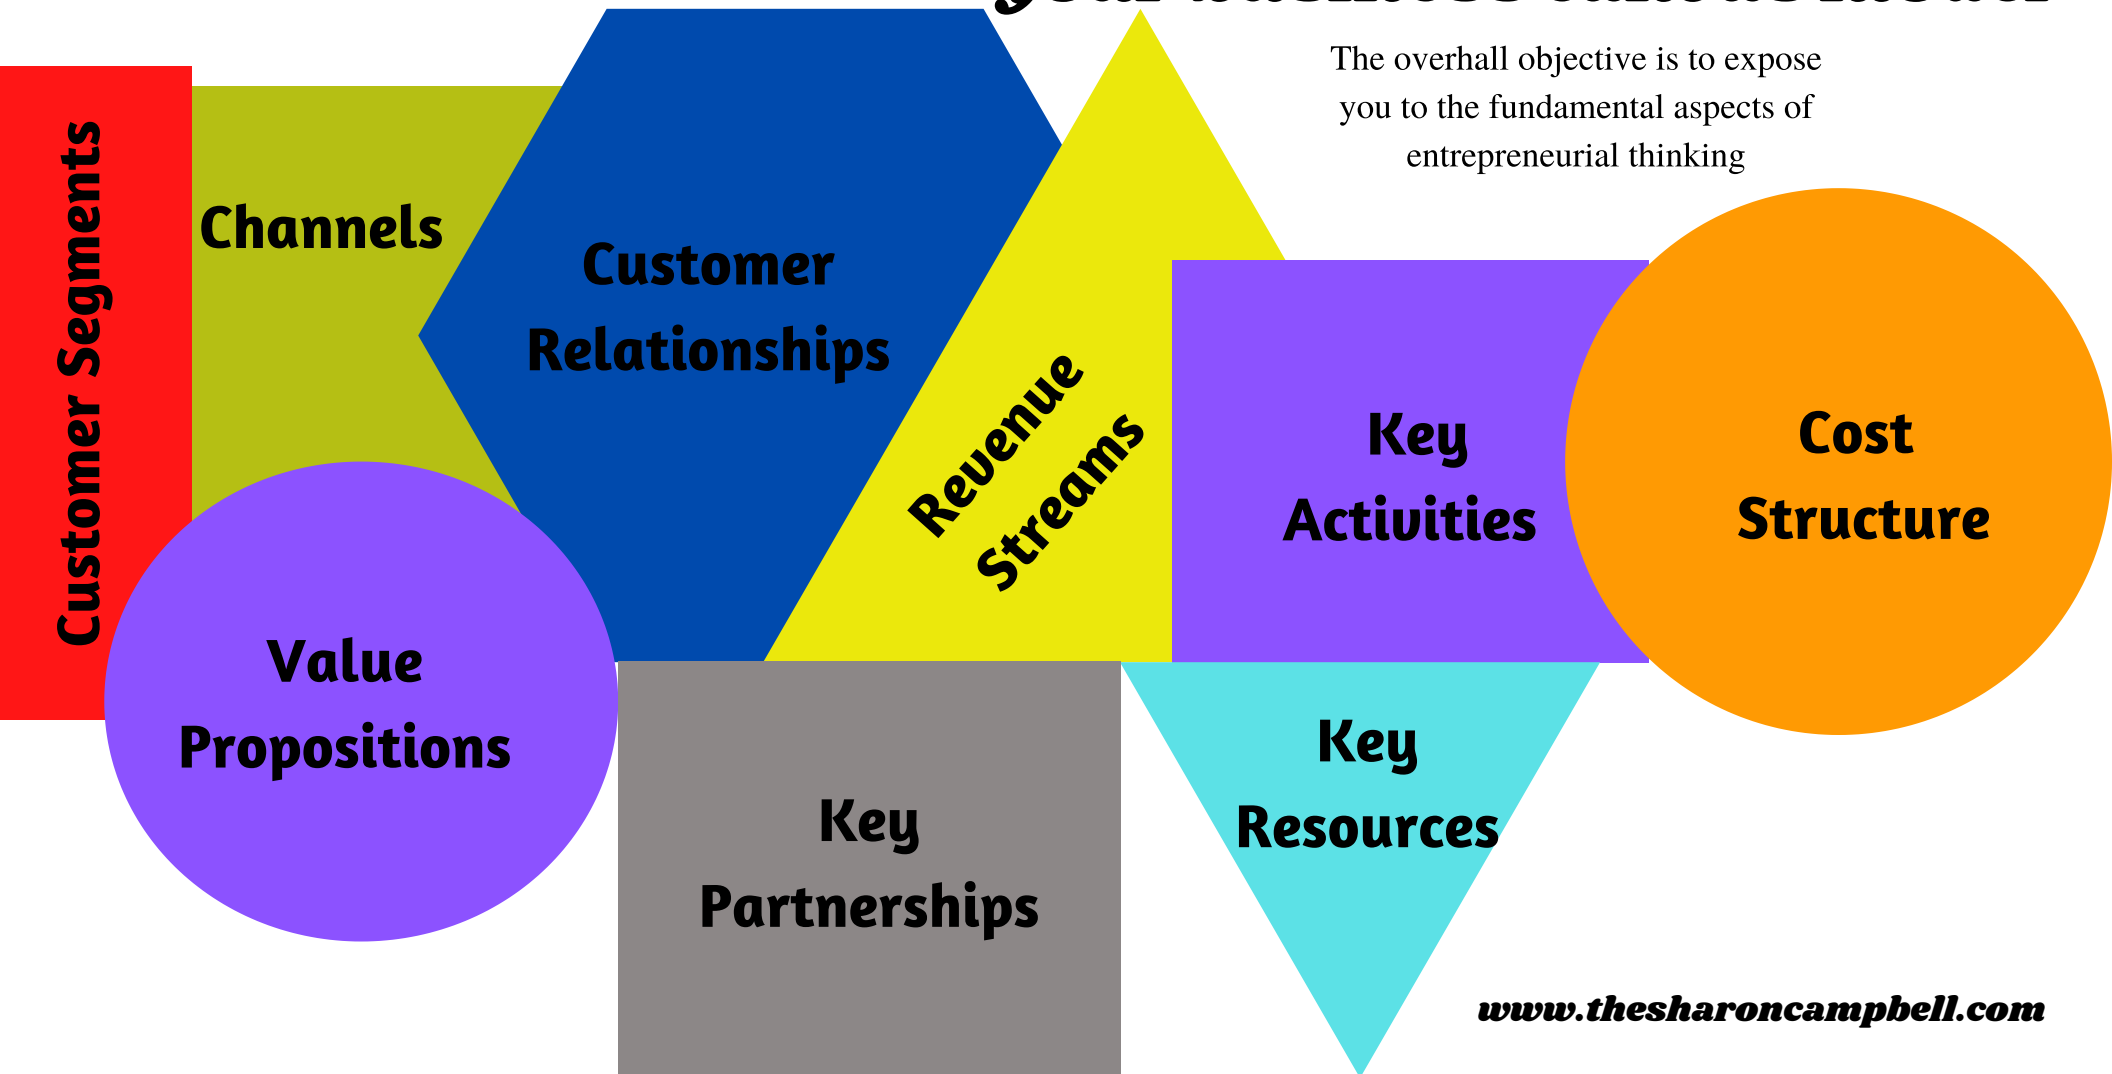 The overhall objective is to expose
you to the fundamental aspects of
entrepreneurial thinking
Customer Segments
Channels
Customer
Relationships
Revenue
Streams
Key
Activities
Cost
Structure
Value
Propositions
Key
Partnerships
Key
Resources
www.thesharoncampbell.com